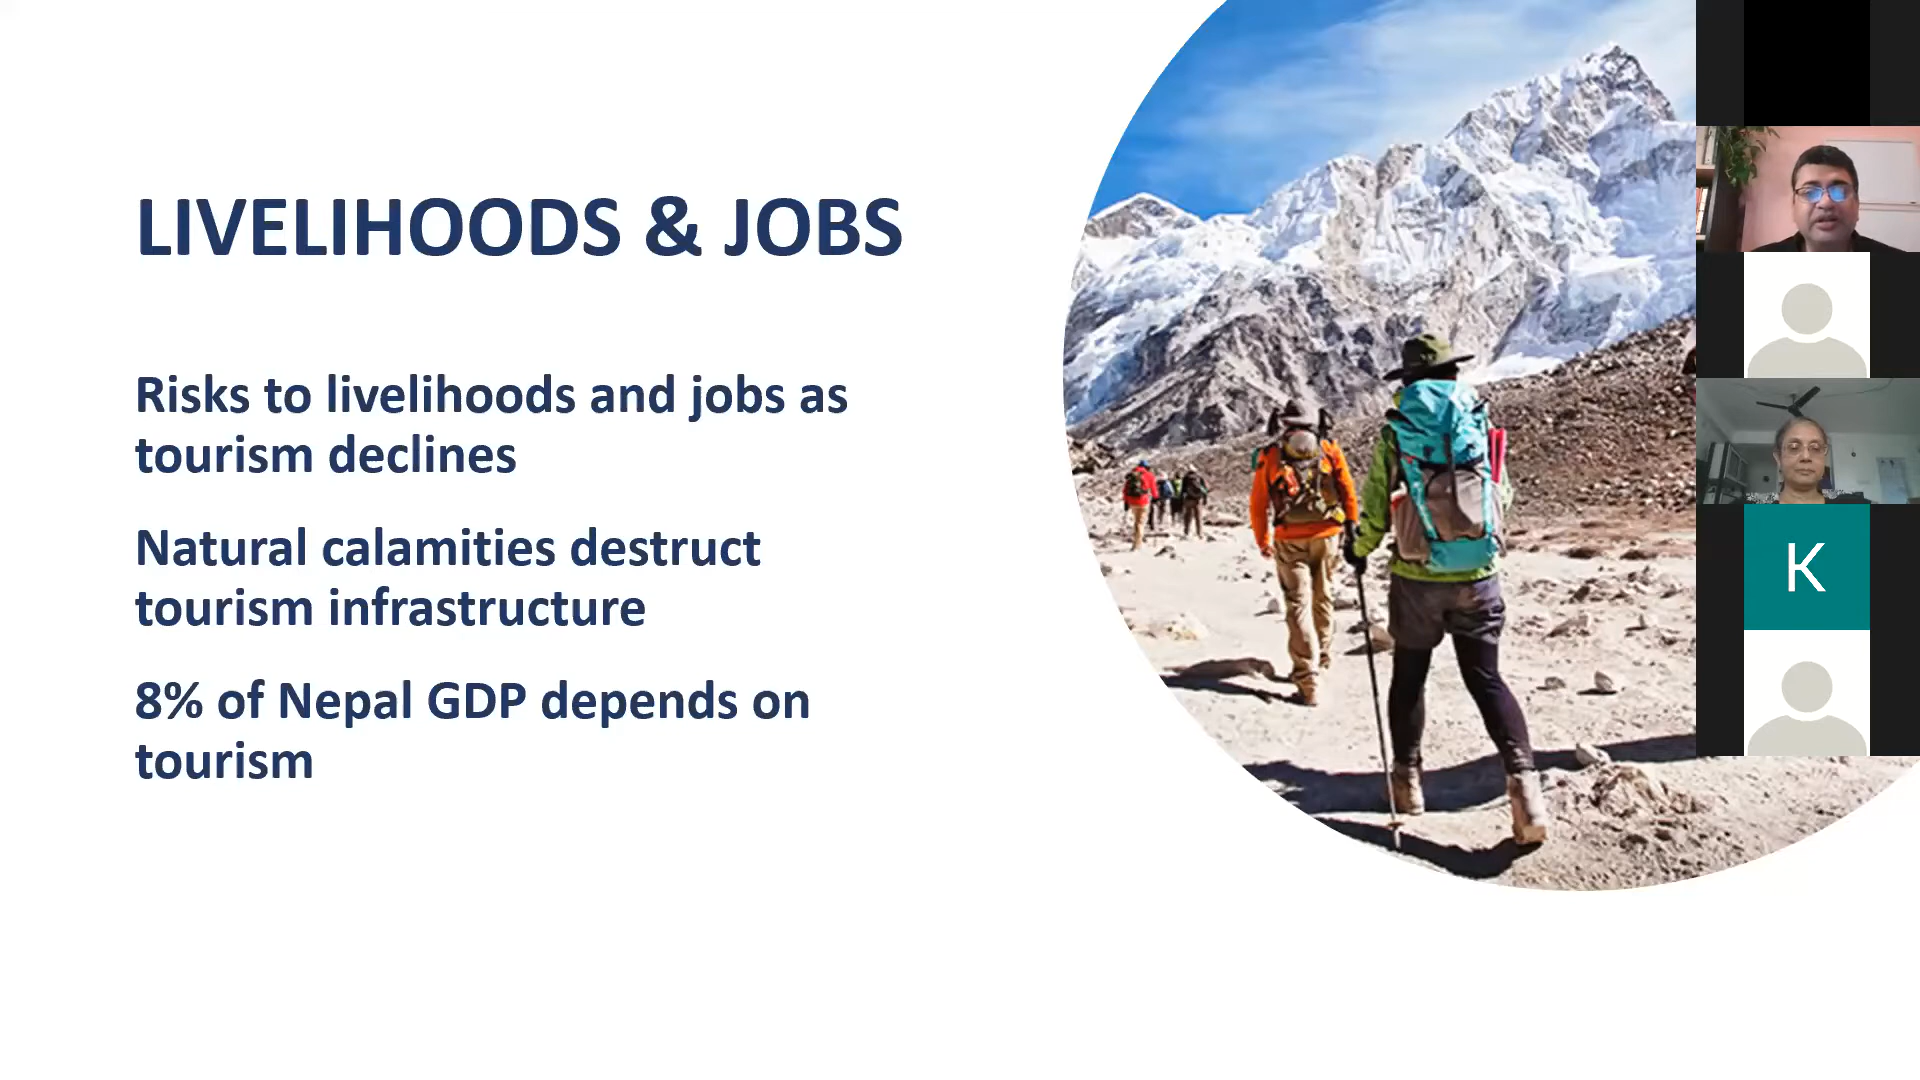 LIVELIHOODS & JOBS
Risks to livelihoods and jobs as
tourism declines
Natural calamities destruct
tourism infrastructure
8% of Nepal GDP depends on
tourism
K